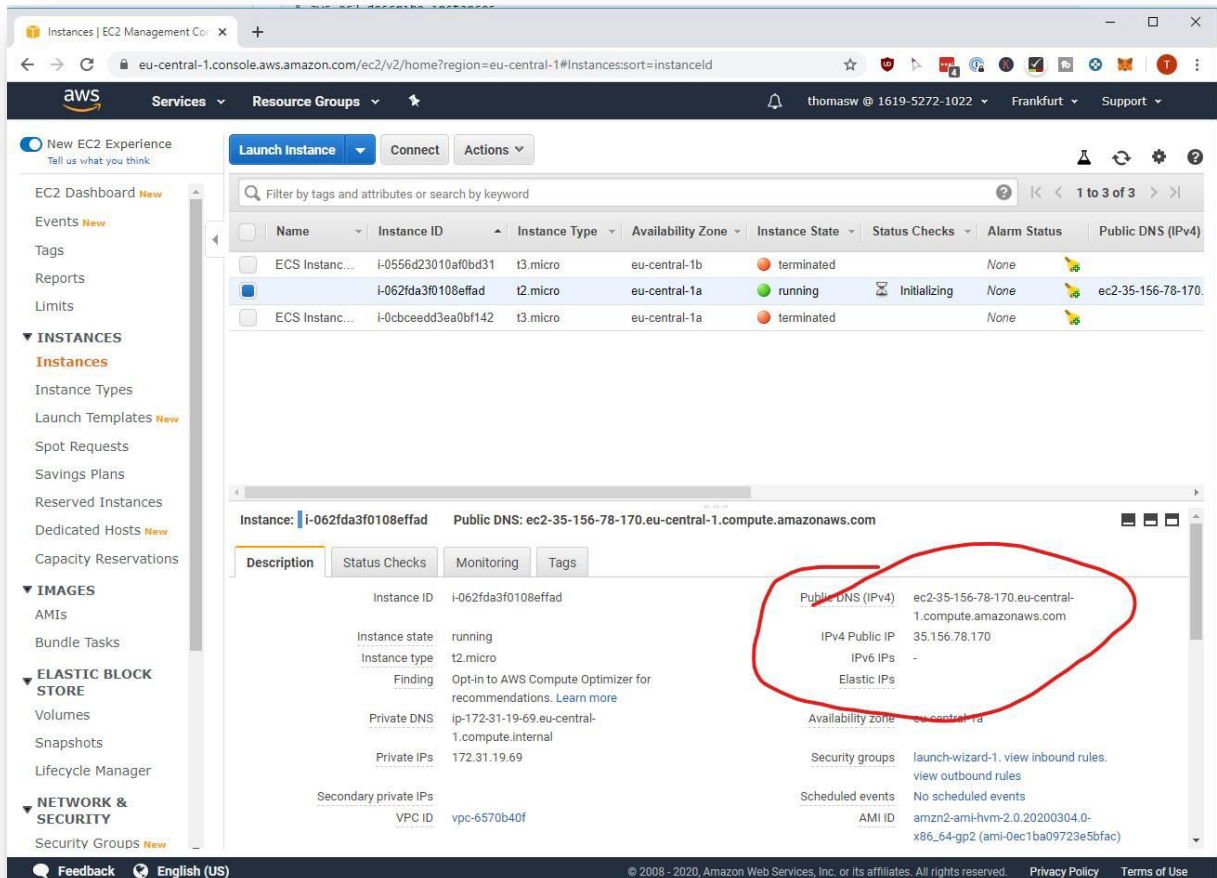 $ aws ec2 describe-instances
Instances | EC2 Management Cor
eu-central-1.console.aws.amazon.com/ec2/v2/home?region=eu-central-1#Instances:sort=instanceId
4
T
aws Services Resource Groups thomasw @ 1619-5272-1022 Frankfurt Support
New EC2 Experience
Tell us what you think
EC2 Dashboard New
Events New
Tags
Reports
Limits
INSTANCES
Instances
Instance Types
Launch Templates New
Spot Requests
Savings Plans
Reserved Instances
Dedicated Hosts New
Capacity Reservations
IMAGES
AMIs
Bundle Tasks
ELASTIC BLOCK
STORE
Volumes
Snapshots
Lifecycle Manager
NETWORK &
SECURITY
Security Groups New
Launch Instance Connect Actions
Filter by tags and attributes or search by keyword 1 to 3 of 3
Name Instance ID Instance Type Availability Zone Instance State Status Checks Alarm Status Public DNS (IPv4)
ECS Instanc... i-0556d23010af0bd31 t3.micro eu-central-1b terminated None
i-062fda3f0108effad t2.micro eu-central-1a running Initializing None ec2-35-156-78-170.
ECS Instanc... i-0cbceedd3ea0bf142 t3.micro eu-central-1a terminated None
Instance: i-062fda3f0108effad Public DNS: ec2-35-156-78-170.eu-central-1.compute.amazonaws.com
Description Status Checks Monitoring Tags
Instance ID i-062fda3f0108effad
Instance state running
Instance type t2.micro
Finding Opt-in to AWS Compute Optimizer for
recommendations. Learn more
Private DNS ip-172-31-19-69.eu-central-
1.compute.internal
Private IPs 172.31.19.69
Secondary private IPs
VPC ID vpc-6570b40f
Public DNS (IPv4) ec2-35-156-78-170.eu-central-
1.compute.amazonaws.com
IPv4 Public IP 35.156.78.170
IPv6 IPs -
Elastic IPs
Availability zone eu-central-1a
Security groups launch-wizard-1. view inbound rules.
view outbound rules
Scheduled events No scheduled events
AMI ID amzn2-ami-hvm-2.0.20200304.0-
x86_64-gp2 (ami-0ec1ba09723e5bfac)
Feedback English (US) © 2008 - 2020, Amazon Web Services, Inc. or its affiliates. All rights reserved. Privacy Policy Terms of Use